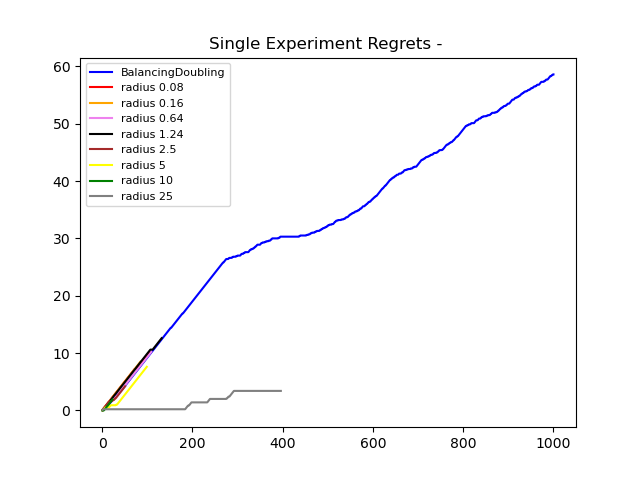 Single Experiment Regrets -
60
50
40
30
20
10
0
BalancingDoubling
radius 0.08
radius 0.16
radius 0.64
radius 1.24
radius 2.5
radius 5
radius 10
radius 25
0 200 400 600 800 1000